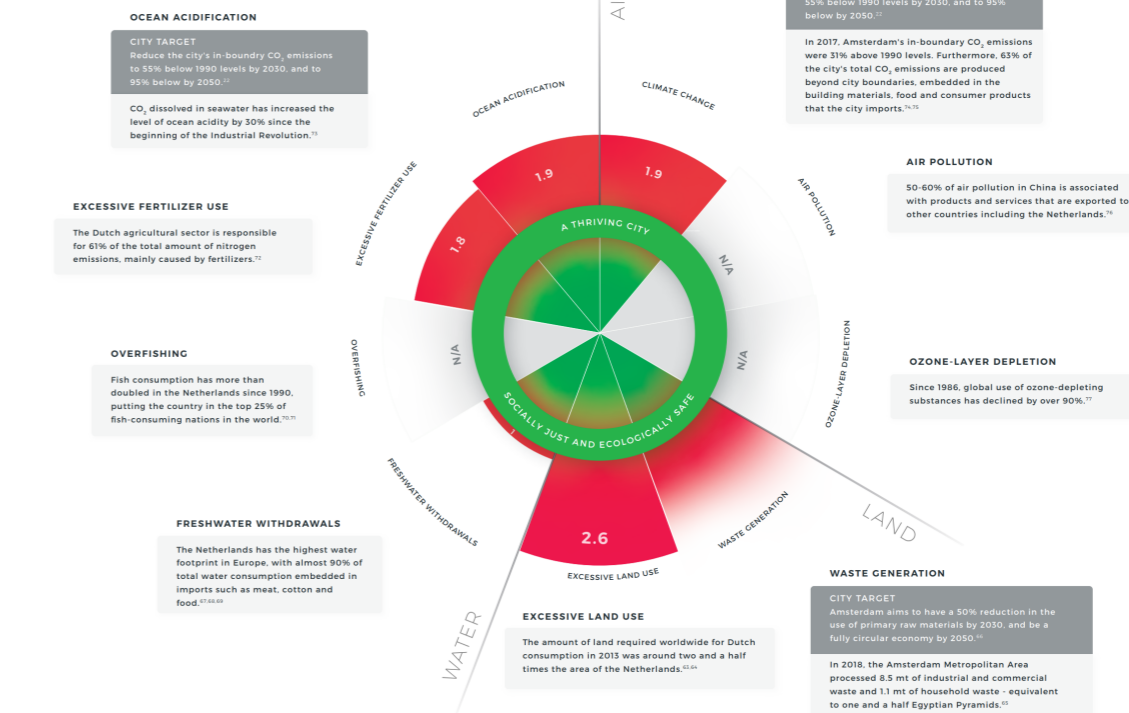 OCEAN ACIDIFICATION
CITY TARGET
Reduce the city's in-boundry CO₂ emissions
to 55% below 1990 levels by 2030, and to
95% below by 2050.²²
CO₂ dissolved in seawater has increased the
level of ocean acidity by 30% since the
beginning of the Industrial Revolution.⁷³
EXCESSIVE FERTILIZER USE
The Dutch agricultural sector is responsible
for 61% of the total amount of nitrogen
emissions, mainly caused by fertilizers.⁷²
OVERFISHING
Fish consumption has more than
doubled in the Netherlands since 1990,
putting the country in the top 25% of
fish-consuming nations in the world.⁷⁰·⁷¹
FRESHWATER WITHDRAWALS
The Netherlands has the highest water
footprint in Europe, with almost 90% of
total water consumption embedded in
imports such as meat, cotton and
food.⁶⁷·⁶⁸·⁶⁹
OCEAN ACIDIFICATION
CLIMATE CHANGE
EXCESSIVE FERTILIZER USE
AIR POLLUTION
1.9
1.9
1.8
N/A
A THRIVING CITY
OVERFISHING
N/A
N/A
OZONE-LAYER DEPLETION
SOCIALLY JUST AND ECOLOGICALLY SAFE
FRESHWATER WITHDRAWALS
2.6
WASTE GENERATION
EXCESSIVE LAND USE
LAND
WATER
EXCESSIVE LAND USE
The amount of land required worldwide for Dutch
consumption in 2013 was around two and a half
times the area of the Netherlands.⁶³·⁶⁴
55% below 1990 levels by 2030, and to 95%
below by 2050.²²
In 2017, Amsterdam's in-boundary CO₂ emissions
were 31% above 1990 levels. Furthermore, 63% of
the city's total CO₂ emissions are produced
beyond city boundaries, embedded in the
building materials, food and consumer products
that the city imports.⁷⁴·⁷⁵
AIR POLLUTION
50-60% of air pollution in China is associated
with products and services that are exported to
other countries including the Netherlands.⁷⁶
OZONE-LAYER DEPLETION
Since 1986, global use of ozone-depleting
substances has declined by over 90%.⁷⁷
WASTE GENERATION
CITY TARGET
Amsterdam aims to have a 50% reduction in the
use of primary raw materials by 2030, and be a
fully circular economy by 2050.
In 2018, the Amsterdam Metropolitan Area
processed 8.5 mt of industrial and commercial
waste and 1.1 mt of household waste - equivalent
to one and a half Egyptian Pyramids.⁶⁵